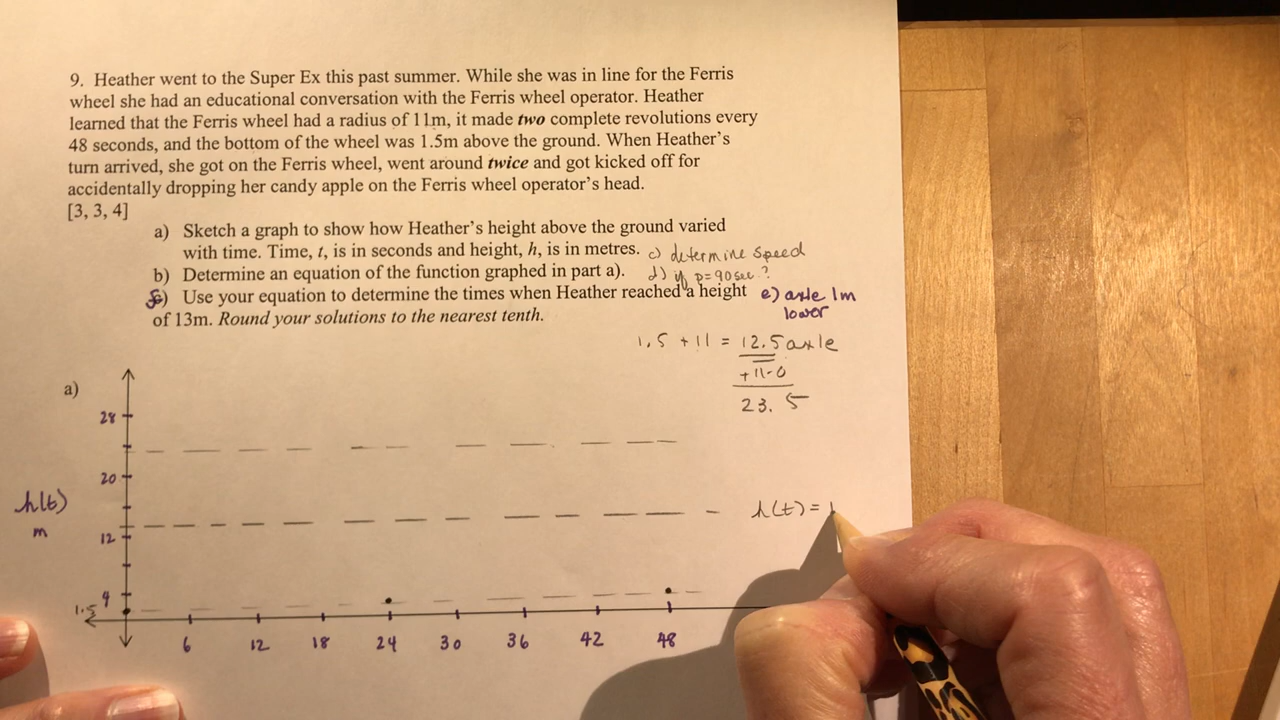 9. Heather went to the Super Ex this past summer. While she was in line for the Ferris
wheel she had an educational conversation with the Ferris wheel operator. Heather
learned that the Ferris wheel had a radius of 11m, it made two complete revolutions every
48 seconds, and the bottom of the wheel was 1.5m above the ground. When Heather's
turn arrived, she got on the Ferris wheel, went around twice and got kicked off for
accidentally dropping her candy apple on the Ferris wheel operator's head.
[3, 3, 4]
a) Sketch a graph to show how Heather's height above the ground varied
with time. Time, t, is in seconds and height, h, is in metres. c) determine speed
b) Determine an equation of the function graphed in part a). d) if p=90sec?
) Use your equation to determine the times when Heather reached a height e) axle 1m
lower
of 13m. Round your solutions to the nearest tenth.
1.5 + 11 = 12.5 axle
+11.0
23.5
a)
28
20
h(t)
m
12
h(t) =
4
1.5
6 12 18 24 30 36 42 48